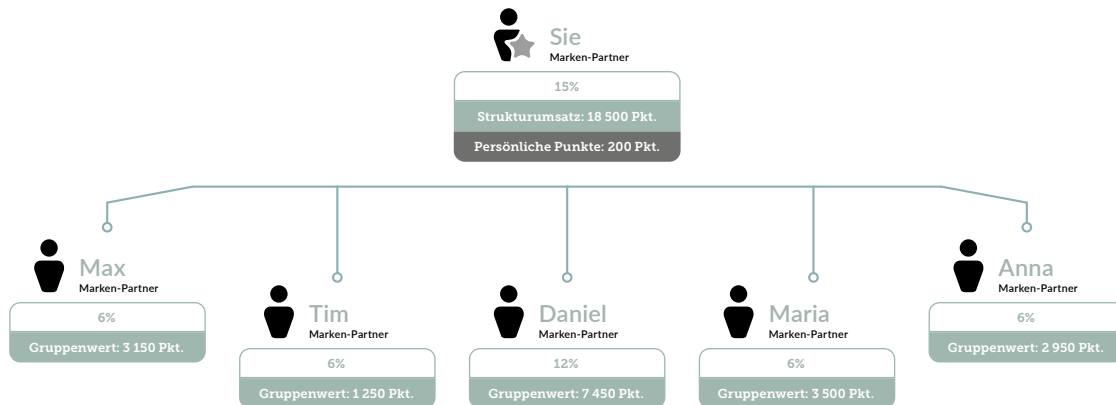 Sie
Marken-Partner
15%
Strukturumsatz: 18 500 Pkt.
Persönliche Punkte: 200 Pkt.
Max
Marken-Partner
6%
Gruppenwert: 3 150 Pkt.
Tim
Marken-Partner
6%
Gruppenwert: 1 250 Pkt.
Daniel
Marken-Partner
12%
Gruppenwert: 7 450 Pkt.
Maria
Marken-Partner
6%
Gruppenwert: 3 500 Pkt.
Anna
Marken-Partner
6%
Gruppenwert: 2 950 Pkt.